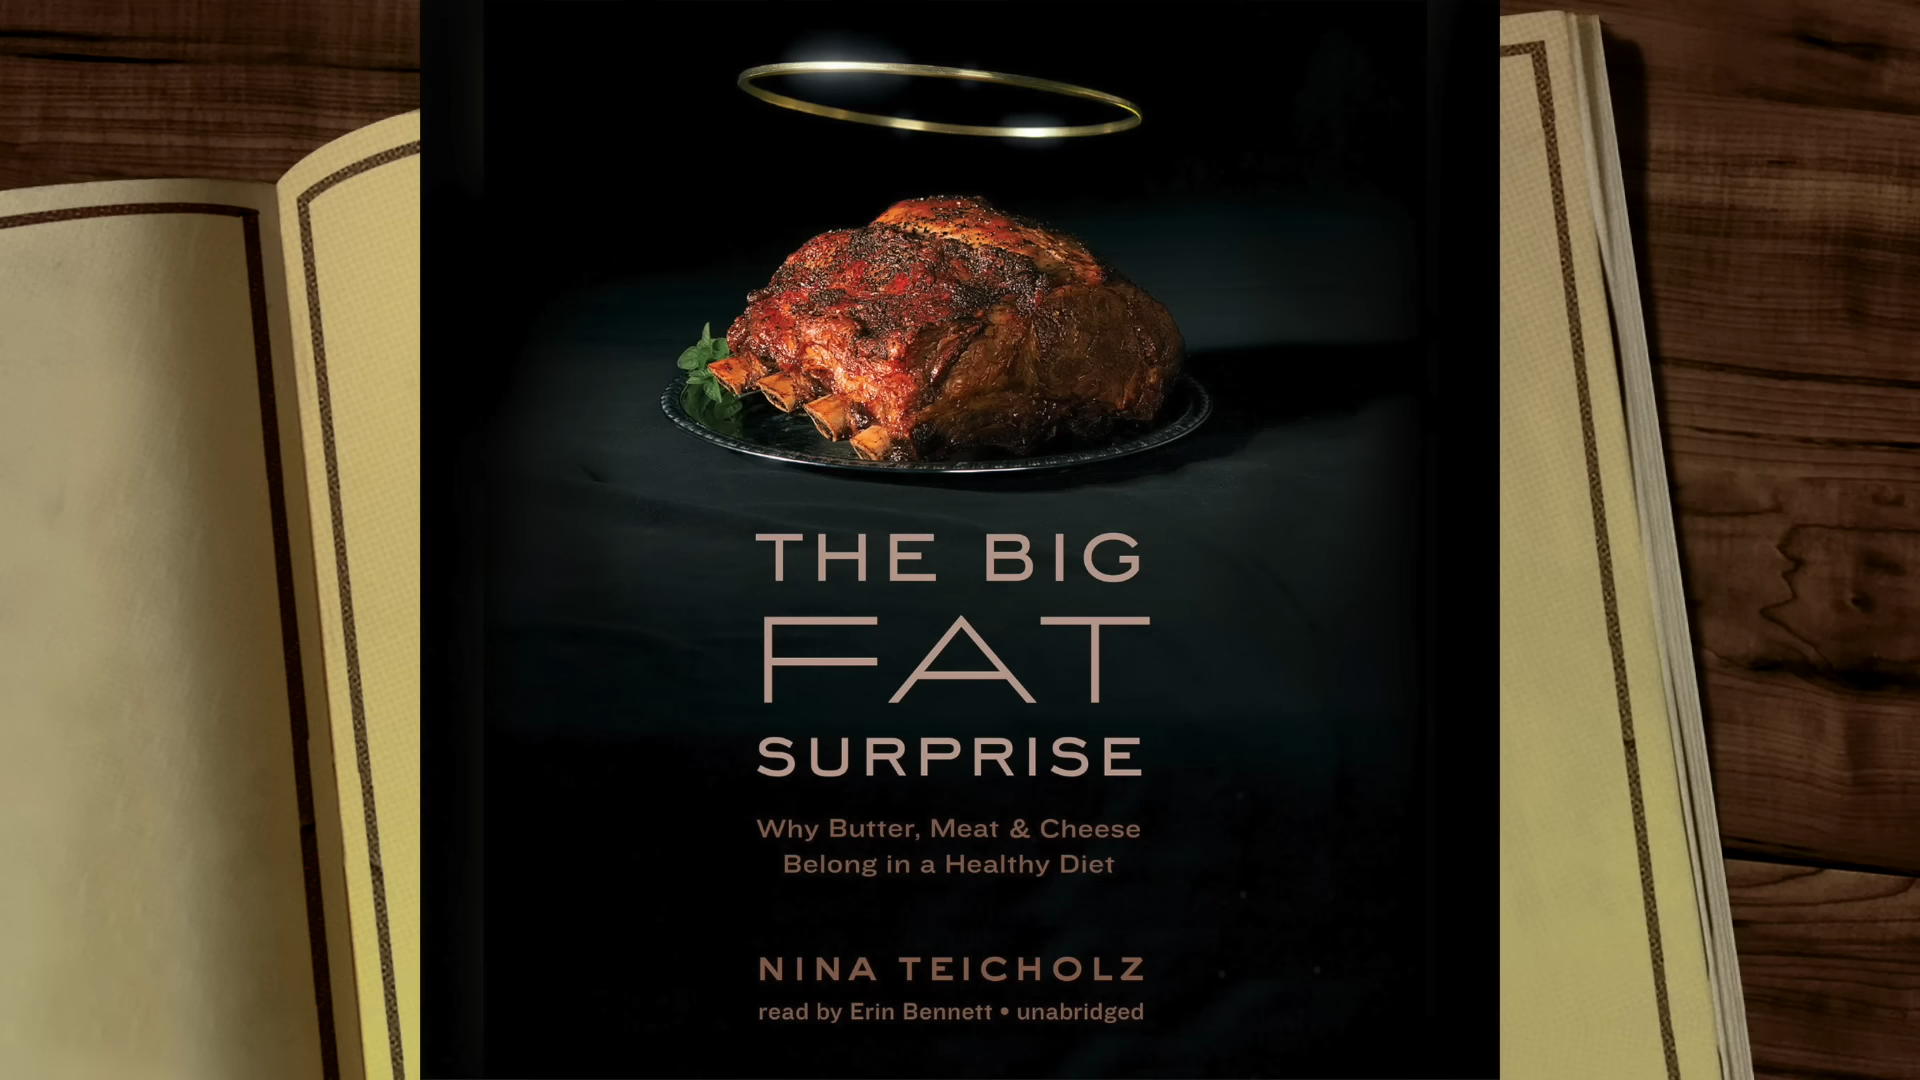 THE BIG
FAT
SURPRISE
Why Butter, Meat & Cheese
Belong in a Healthy Diet
NINA TEICHOLZ
read by Erin Bennett • unabridged